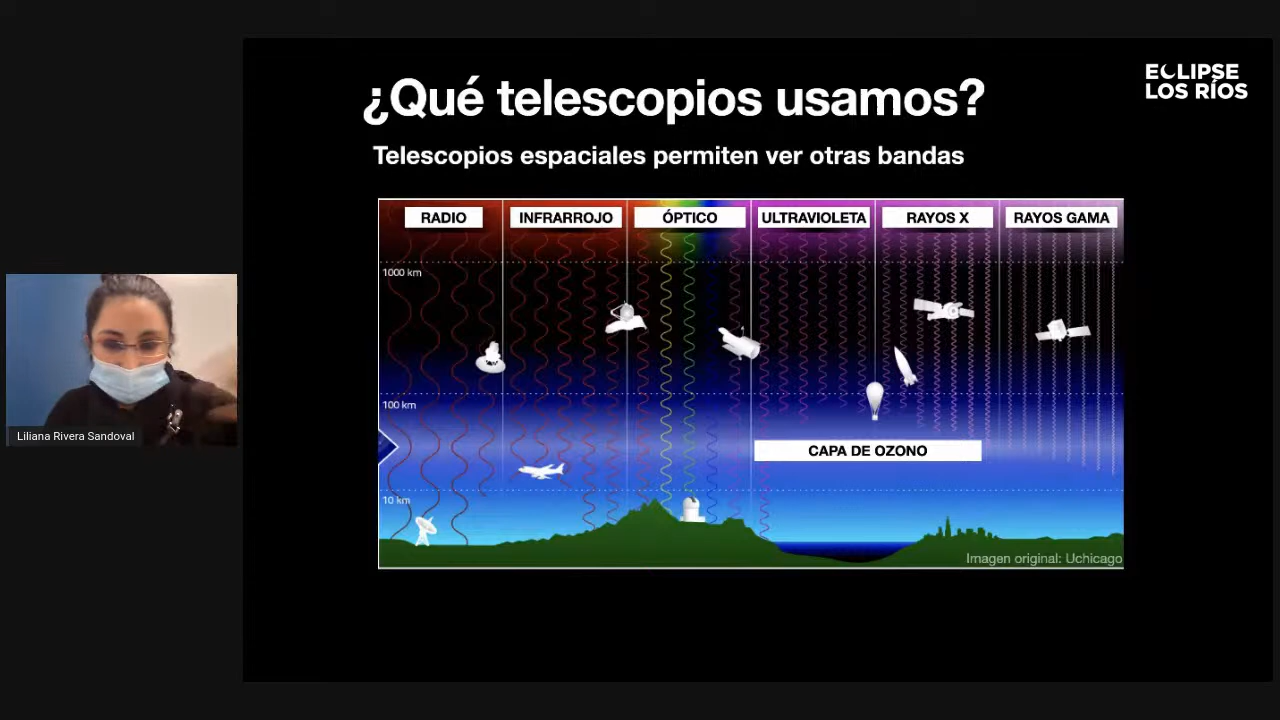 ¿Qué telescopios usamos?
ECLIPSE
LOS RÍOS
Telescopios espaciales permiten ver otras bandas
RADIO
INFRARROJO
ÓPTICO
ULTRAVIOLETA
RAYOS X
RAYOS GAMA
1000 km
100 km
CAPA DE OZONO
10 km
Imagen original: Uchicago
Liliana Rivera Sandoval